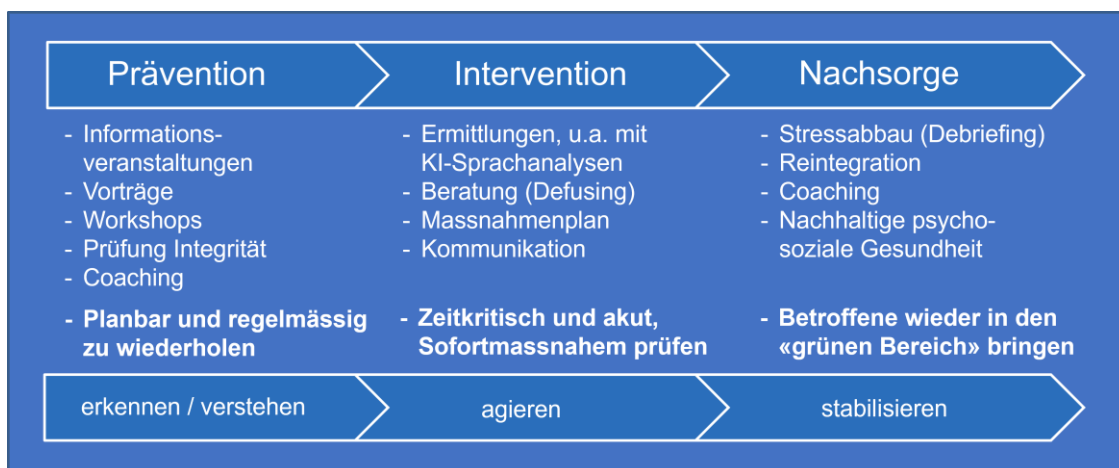 Prävention
Intervention
Nachsorge
- Informations-
veranstaltungen
- Vorträge
- Workshops
- Prüfung Integrität
- Coaching
- Planbar und regelmässig
zu wiederholen
- Ermittlungen, u.a. mit
KI-Sprachanalysen
- Beratung (Defusing)
- Massnahmenplan
- Kommunikation
- Zeitkritisch und akut,
Sofortmassnahem prüfen
- Stressabbau (Debriefing)
- Reintegration
- Coaching
- Nachhaltige psycho-
soziale Gesundheit
- Betroffene wieder in den
«grünen Bereich» bringen
erkennen / verstehen
agieren
stabilisieren